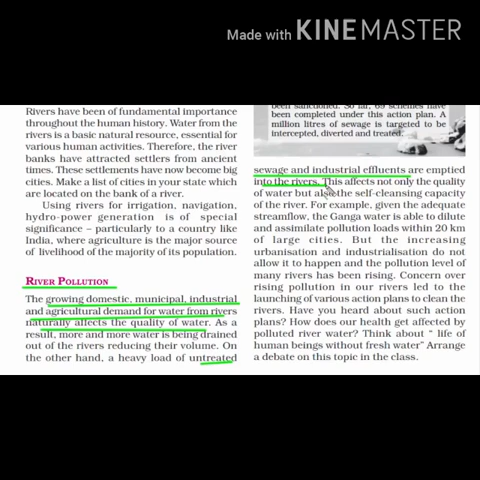 Made with KINEMASTER
Rivers have been of fundamental importance
throughout the human history. Water from the
rivers is a basic natural resource, essential for
various human activities. Therefore, the river
banks have attracted settlers from ancient
times. These settlements have now become big
cities. Make a list of cities in your state which
are located on the bank of a river.
Using rivers for irrigation, navigation,
hydro-power generation is of special
significance – particularly to a country like
India, where agriculture is the major source
of livelihood of the majority of its population.
RIVER POLLUTION
The growing domestic, municipal, industrial
and agricultural demand for water from rivers
naturally affects the quality of water. As a
result, more and more water is being drained
out of the rivers reducing their volume. On
the other hand, a heavy load of untreated
been sanctioned. So far, 69 schemes have
been completed under this action plan. A
million litres of sewage is targeted to be
intercepted, diverted and treated.
sewage and industrial effluents are emptied
into the rivers. This affects not only the quality
of water but also the self-cleansing capacity
of the river. For example, given the adequate
streamflow, the Ganga water is able to dilute
and assimilate pollution loads within 20 km
of large cities. But the increasing
urbanisation and industrialisation do not
allow it to happen and the pollution level of
many rivers has been rising. Concern over
rising pollution in our rivers led to the
launching of various action plans to clean the
rivers. Have you heard about such action
plans? How does our health get affected by
polluted river water? Think about “ life of
human beings without fresh water” Arrange
a debate on this topic in the class.